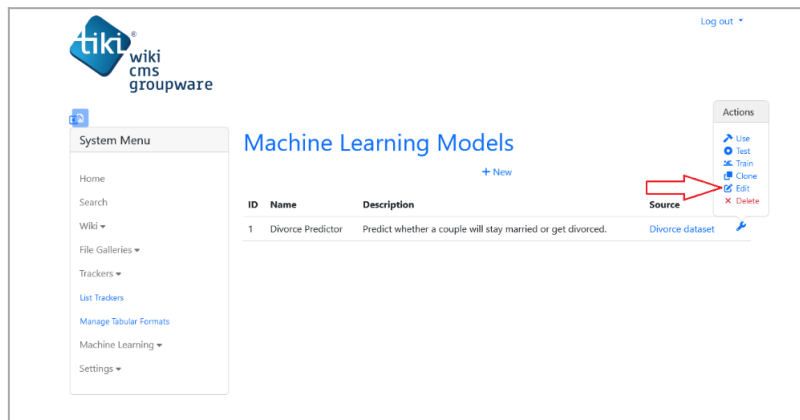 Log out
tiki®
wiki
cms
groupware
System Menu
Home
Search
Wiki
File Galleries
Trackers
List Trackers
Manage Tabular Formats
Machine Learning
Settings
Machine Learning Models
+ New
ID Name Description Source
1 Divorce Predictor Predict whether a couple will stay married or get divorced. Divorce dataset
Actions
Use
Test
Train
Clone
Edit
Delete